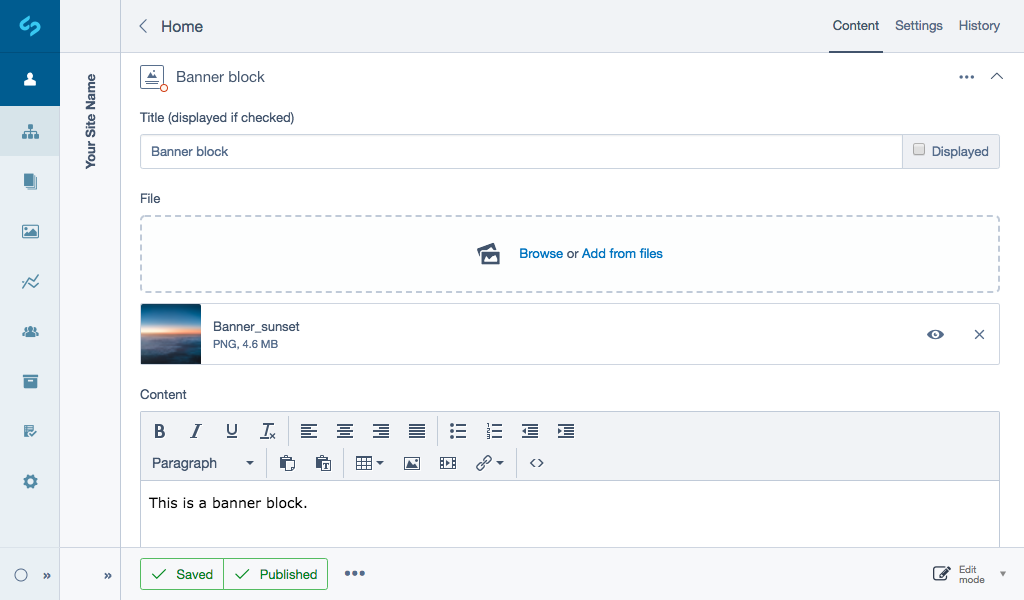 Home
Content
Settings
History
Your Site Name
Banner block
Title (displayed if checked)
Banner block
Displayed
File
Browse or Add from files
Banner_sunset
PNG, 4.6 MB
Content
B I U Tx
Paragraph
This is a banner block.
Saved
Published
Edit
mode